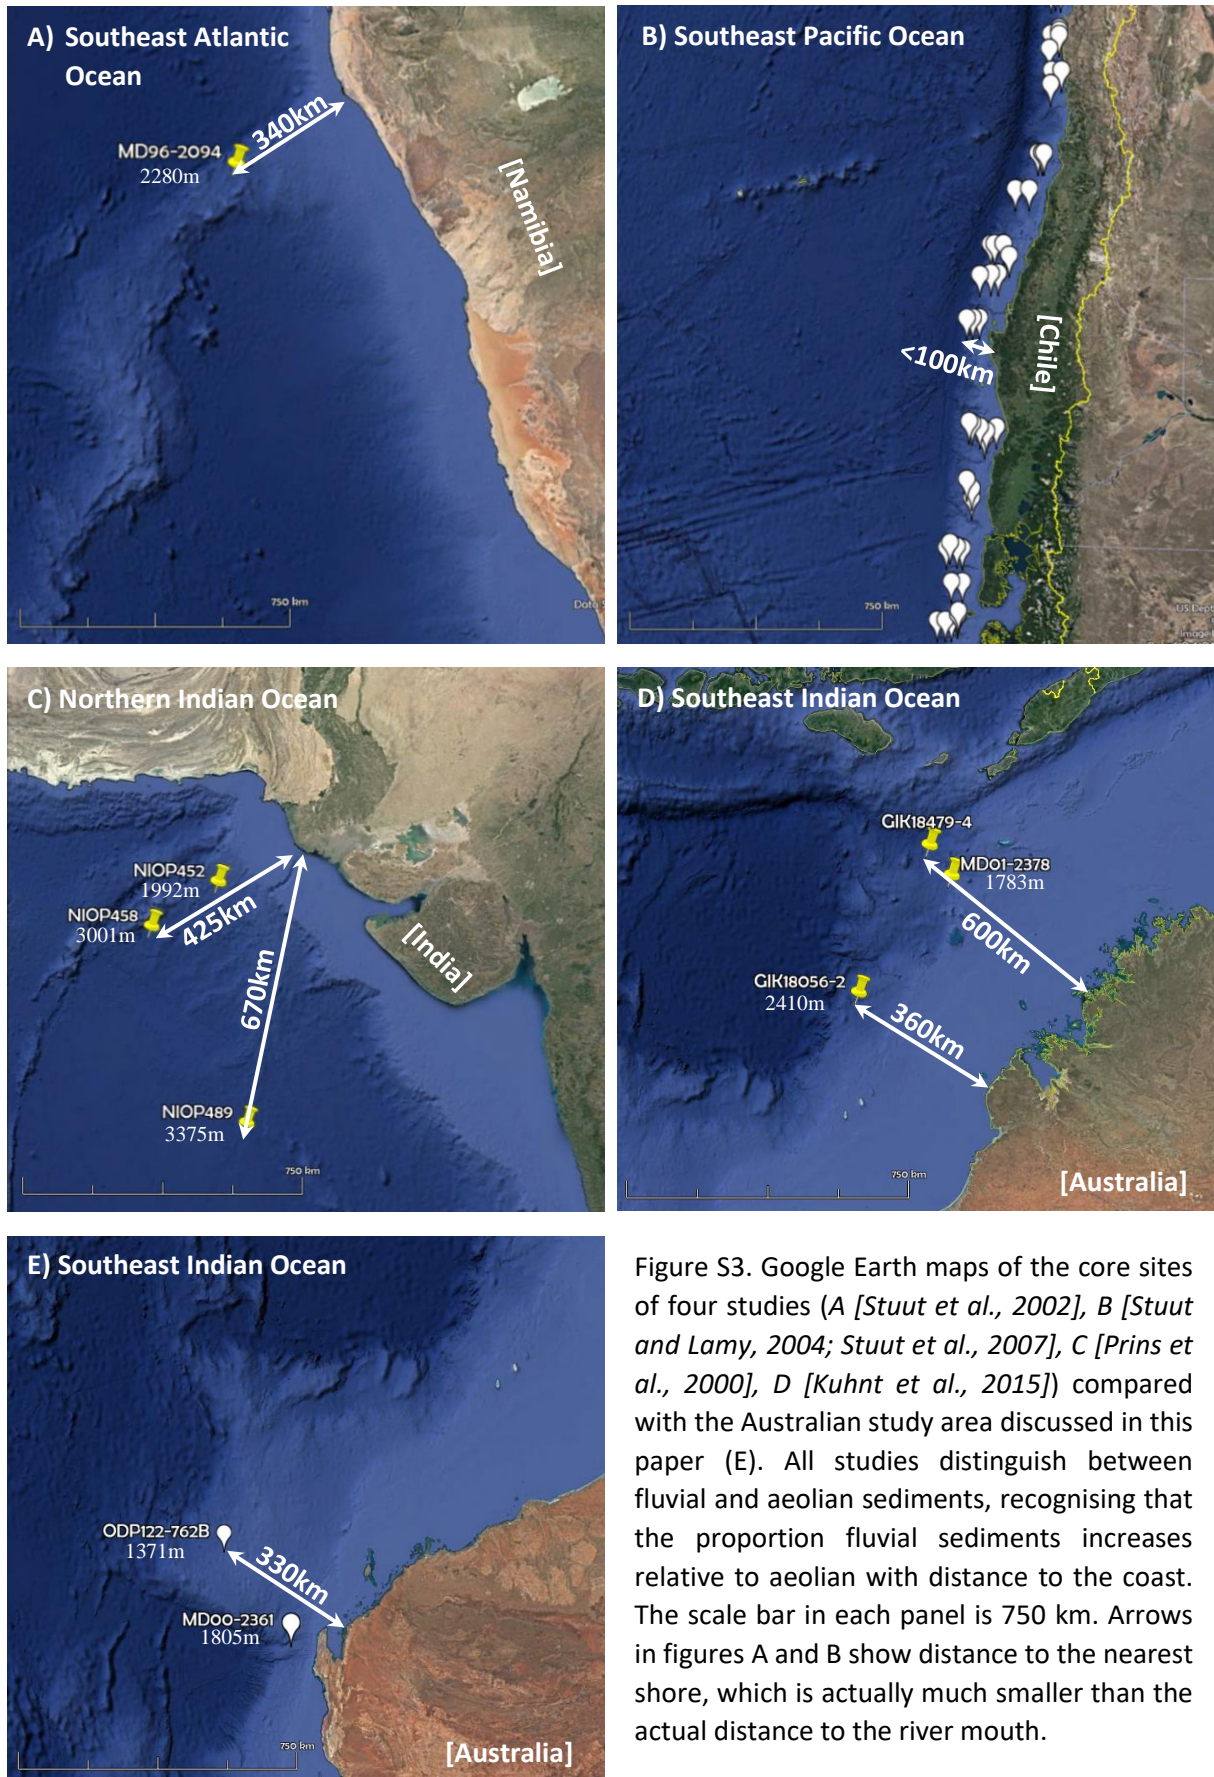 A) Southeast Atlantic
Ocean
MD96-2094
2280m
340km
[Namibia]
750 km
Data
B) Southeast Pacific Ocean
<100km
[Chile]
750 km
US Dept
Image
C) Northern Indian Ocean
NIOP452
1992m
NIOP458
3001m
425km
670km
[India]
NIOP489
3375m
750 km
D) Southeast Indian Ocean
GIK18479-4
MD01-2378
1783m
600km
GIK18056-2
2410m
360km
750 km
[Australia]
E) Southeast Indian Ocean
ODP122-762B
1371m
330km
MD00-2361
1805m
750 km
[Australia]
Figure S3. Google Earth maps of the core sites
of four studies (A [Stuut et al., 2002], B [Stuut
and Lamy, 2004; Stuut et al., 2007], C [Prins et
al., 2000], D [Kuhnt et al., 2015]) compared
with the Australian study area discussed in this
paper (E). All studies distinguish between
fluvial and aeolian sediments, recognising that
the proportion fluvial sediments increases
relative to aeolian with distance to the coast.
The scale bar in each panel is 750 km. Arrows
in figures A and B show distance to the nearest
shore, which is actually much smaller than the
actual distance to the river mouth.